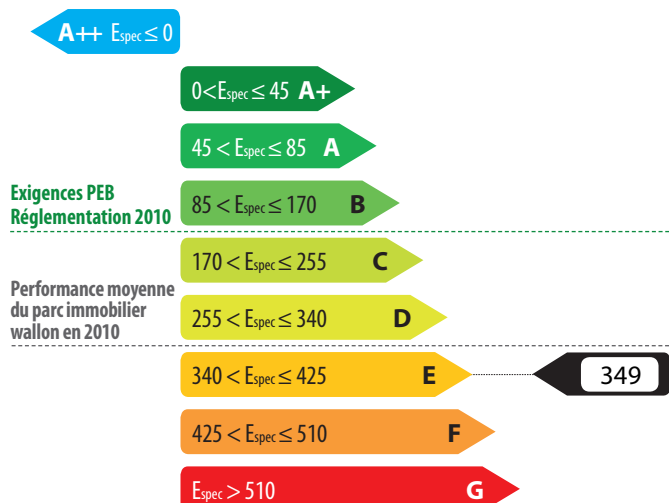 A++ Espec ≤ 0
0<Espec ≤ 45 A+
45 < Espec ≤ 85 A
Exigences PEB
Réglementation 2010
85 < Espec ≤ 170 B
170 < Espec ≤ 255 C
Performance moyenne
du parc immobilier
wallon en 2010
255 < Espec ≤ 340 D
340 < Espec ≤ 425 E
349
425 < Espec ≤ 510 F
Espec > 510 G